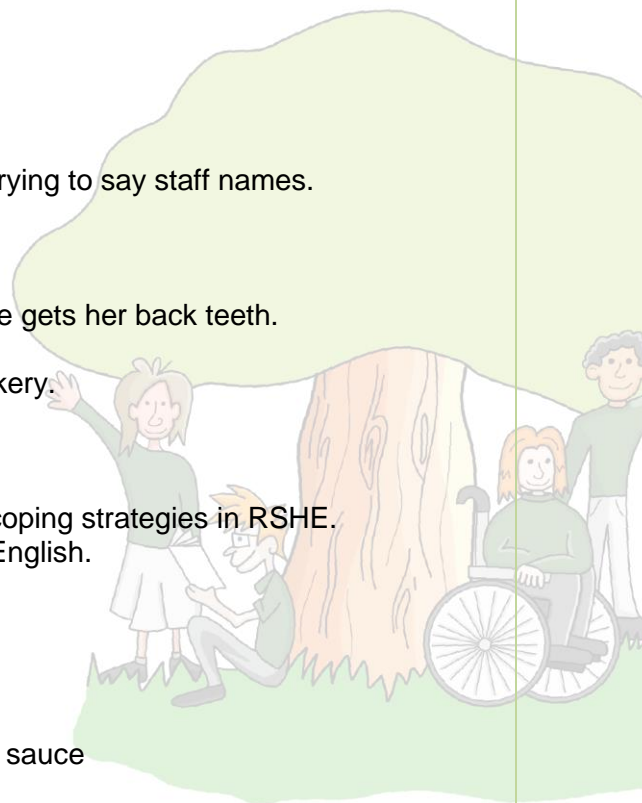 rying to say staff names.
e gets her back teeth.
kery.
coping strategies in RSHE.
English.
sauce